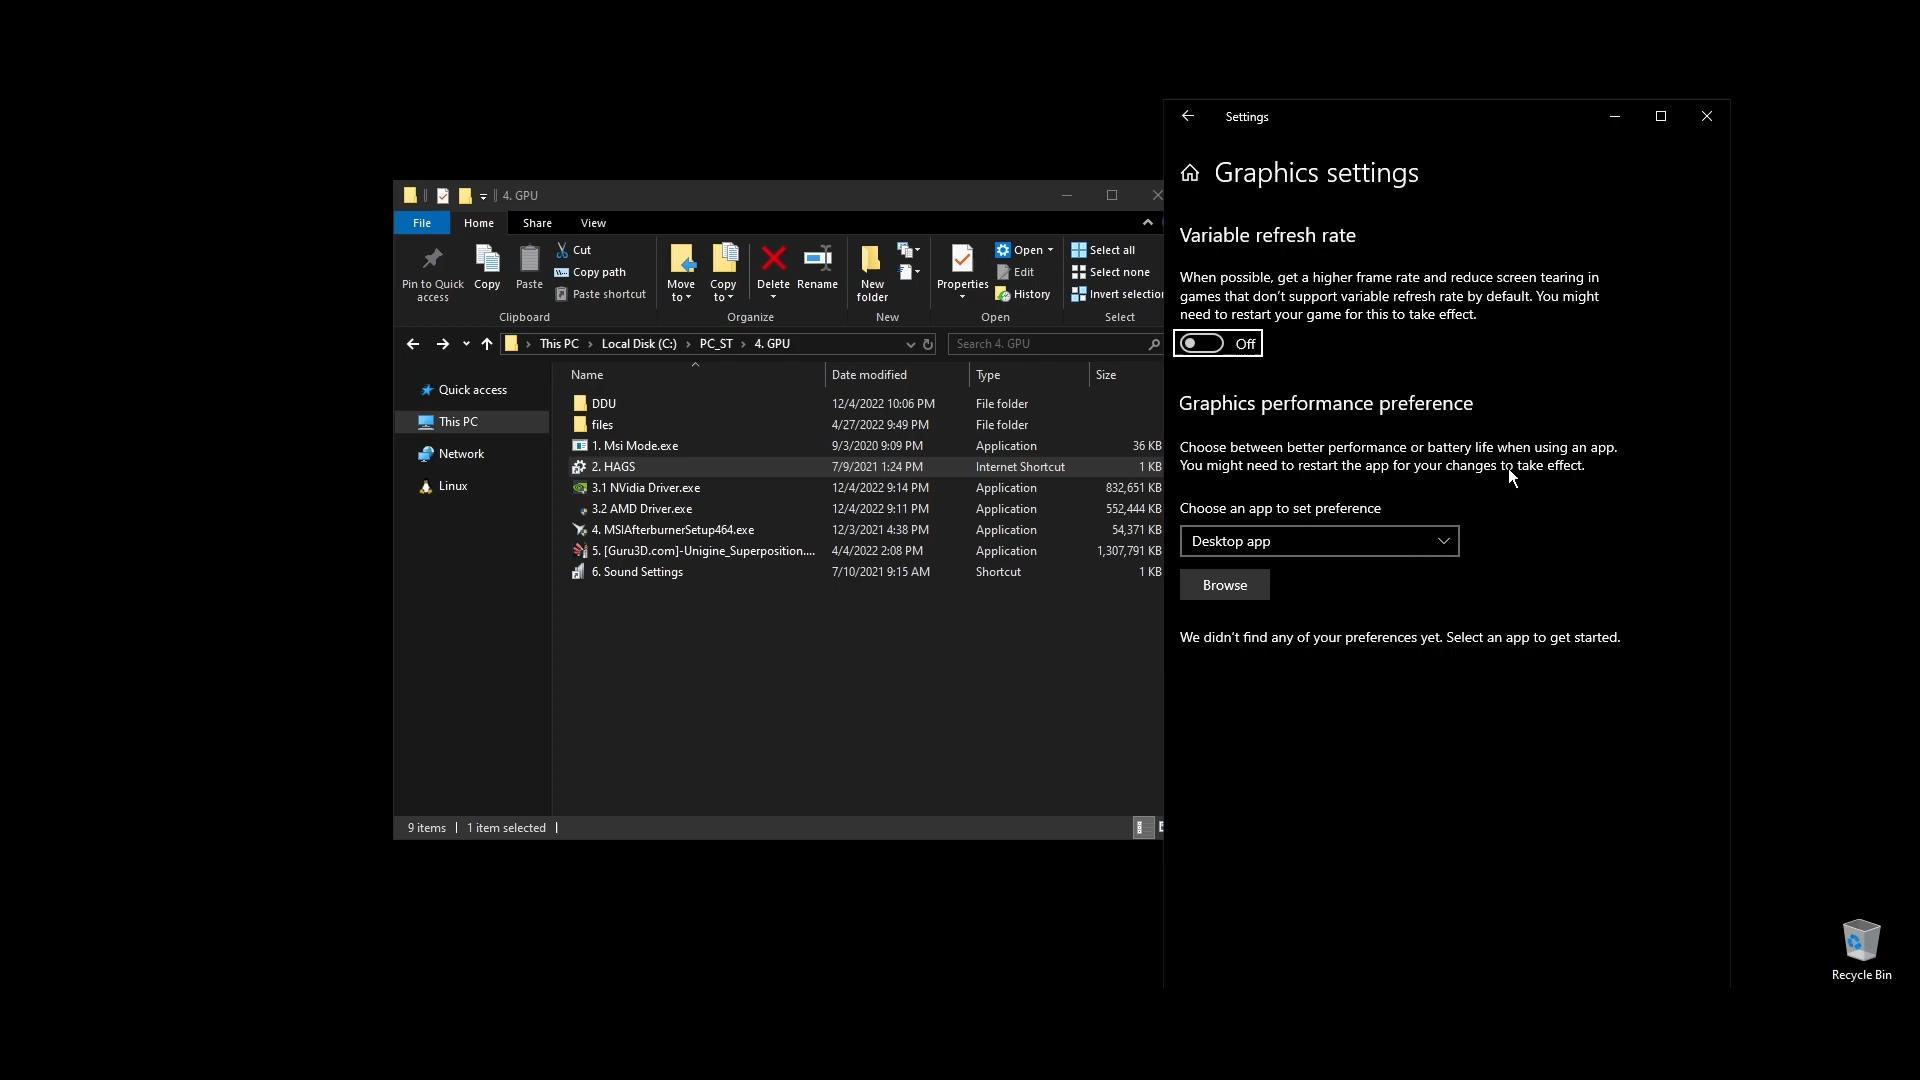 4. GPU
File Home Share View
Pin to Quick access
Copy
Paste
Cut
Copy path
Paste shortcut
Clipboard
Move to
Copy to
Delete
Rename
Organize
New folder
New
Properties
Open
Edit
History
Open
Select all
Select none
Invert selection
Select
This PC Local Disk (C:) PC_ST 4. GPU
Search 4. GPU
Quick access
This PC
Network
Linux
Name Date modified Type Size
DDU 12/4/2022 10:06 PM File folder
files 4/27/2022 9:49 PM File folder
1. Msi Mode.exe 9/3/2020 9:09 PM Application 36 KB
2. HAGS 7/9/2021 1:24 PM Internet Shortcut 1 KB
3.1 NVidia Driver.exe 12/4/2022 9:14 PM Application 832,651 KB
3.2 AMD Driver.exe 12/4/2022 9:11 PM Application 552,444 KB
4. MSIAfterburnerSetup464.exe 12/3/2021 4:38 PM Application 54,371 KB
5. [Guru3D.com]-Unigine_Superposition.... 4/4/2022 2:08 PM Application 1,307,791 KB
6. Sound Settings 7/10/2021 9:15 AM Shortcut 1 KB
9 items 1 item selected
Settings
Graphics settings
Variable refresh rate
When possible, get a higher frame rate and reduce screen tearing in
games that don't support variable refresh rate by default. You might
need to restart your game for this to take effect.
Off
Graphics performance preference
Choose between better performance or battery life when using an app.
You might need to restart the app for your changes to take effect.
Choose an app to set preference
Desktop app
Browse
We didn't find any of your preferences yet. Select an app to get started.
Recycle Bin